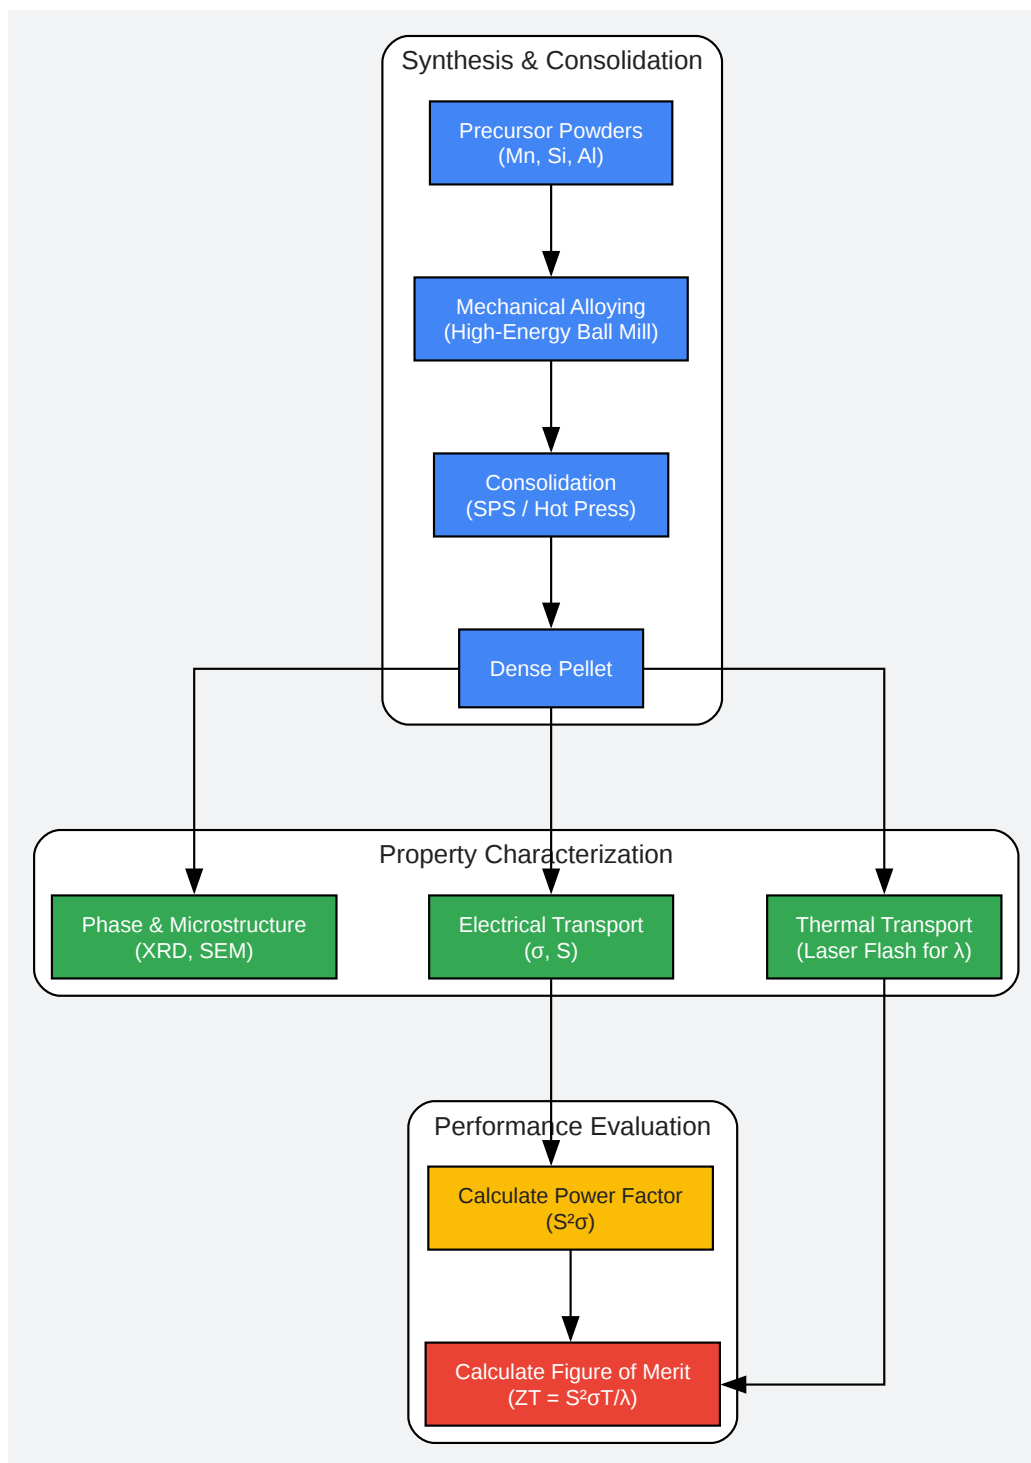 Synthesis & Consolidation
Precursor Powders
(Mn, Si, Al)
Mechanical Alloying
(High-Energy Ball Mill)
Consolidation
(SPS / Hot Press)
Dense Pellet
Property Characterization
Phase & Microstructure
(XRD, SEM)
Electrical Transport
(σ, S)
Thermal Transport
(Laser Flash for λ)
Performance Evaluation
Calculate Power Factor
(S²σ)
Calculate Figure of Merit
(ZT = S²σT/λ)